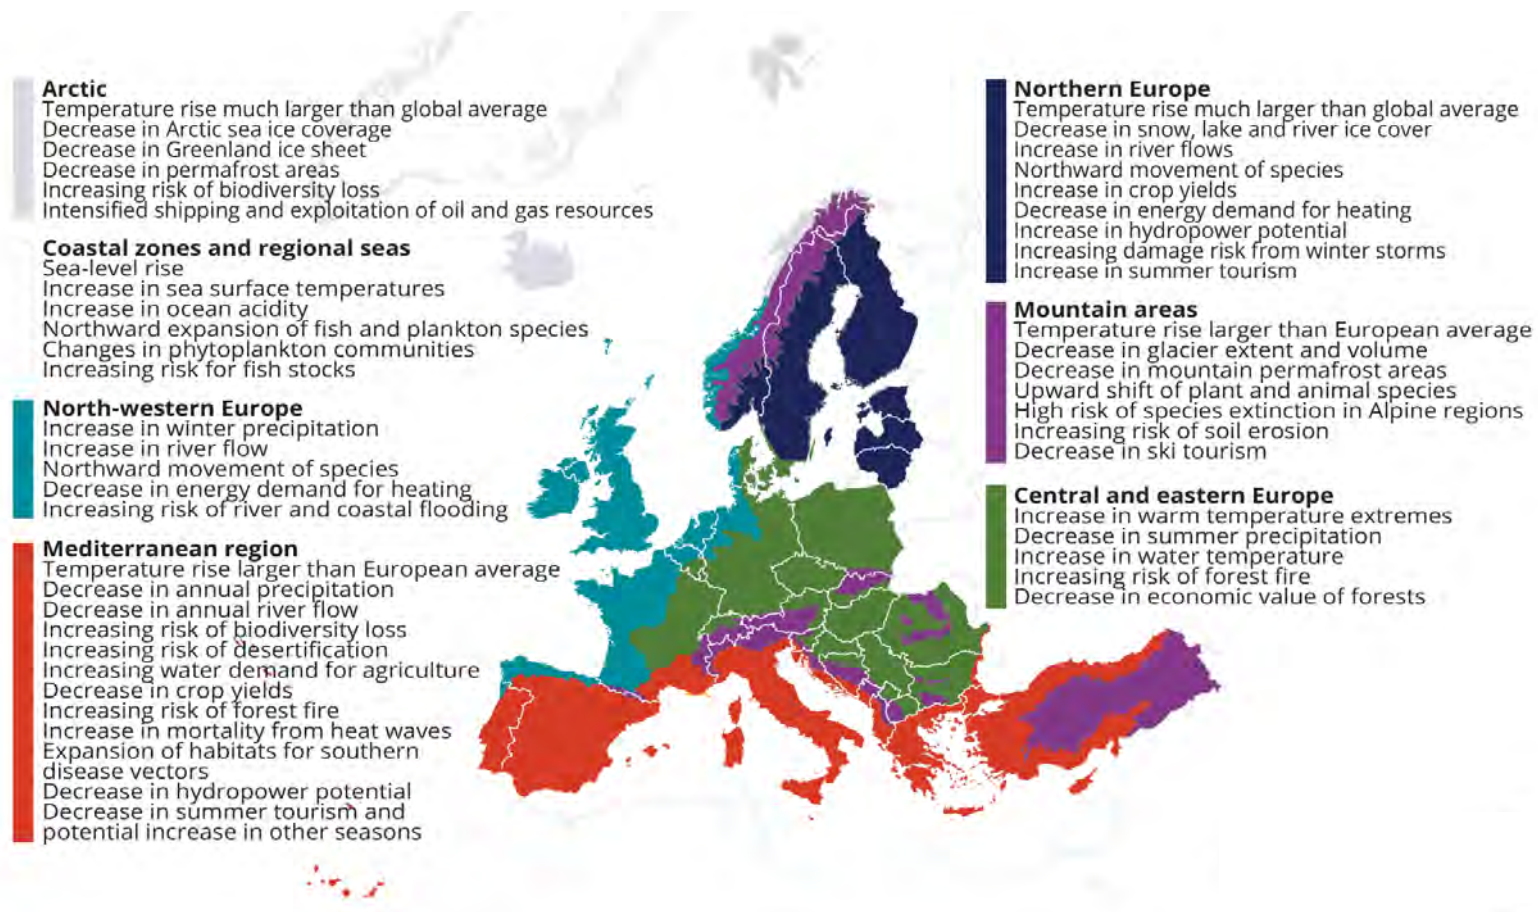 Arctic
Temperature rise much larger than global average
Decrease in Arctic sea ice coverage
Decrease in Greenland ice sheet
Decrease in permafrost areas
Increasing risk of biodiversity loss
Intensified shipping and exploitation of oil and gas resources
Coastal zones and regional seas
Sea-level rise
Increase in sea surface temperatures
Increase in ocean acidity
Northward expansion of fish and plankton species
Changes in phytoplankton communities
Increasing risk for fish stocks
North-western Europe
Increase in winter precipitation
Increase in river flow
Northward movement of species
Decrease in energy demand for heating
Increasing risk of river and coastal flooding
Mediterranean region
Temperature rise larger than European average
Decrease in annual precipitation
Decrease in annual river flow
Increasing risk of biodiversity loss
Increasing risk of desertification
Increasing water demand for agriculture
Decrease in crop yields
Increasing risk of forest fire
Increase in mortality from heat waves
Expansion of habitats for southern
disease vectors
Decrease in hydropower potential
Decrease in summer tourism and
potential increase in other seasons
Northern Europe
Temperature rise much larger than global average
Decrease in snow, lake and river ice cover
Increase in river flows
Northward movement of species
Increase in crop yields
Decrease in energy demand for heating
Increase in hydropower potential
Increasing damage risk from winter storms
Increase in summer tourism
Mountain areas
Temperature rise larger than European average
Decrease in glacier extent and volume
Decrease in mountain permafrost areas
Upward shift of plant and animal species
High risk of species extinction in Alpine regions
Increasing risk of soil erosion
Decrease in ski tourism
Central and eastern Europe
Increase in warm temperature extremes
Decrease in summer precipitation
Increase in water temperature
Increasing risk of forest fire
Decrease in economic value of forests